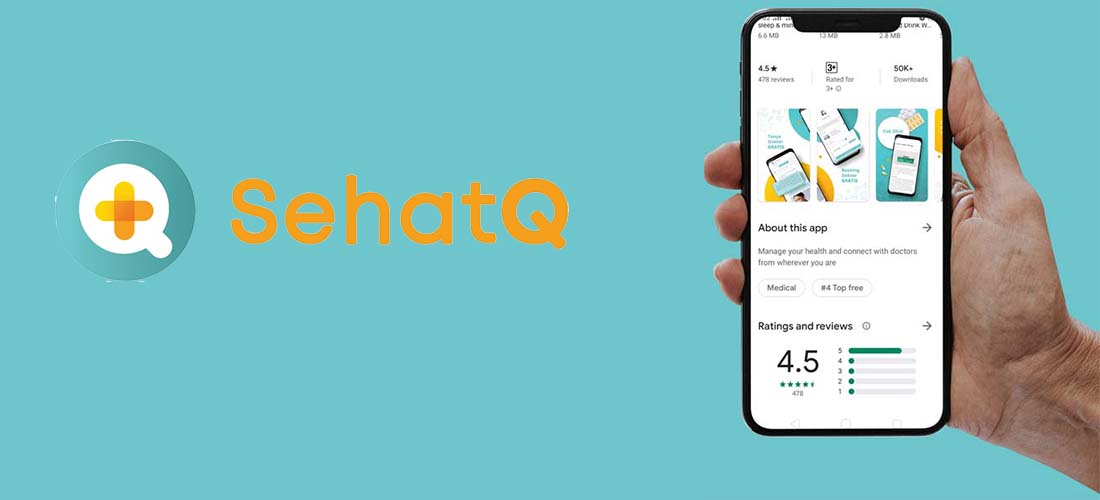 SehatQ
sleep & mi
Drink W...
6.6 MB
13 MB
2.8 MB
4.5★
3+
50K+
478 reviews
Rated for
Downloads
3+
Tanya
Dokter
GRATIS
Booking
Dokter
GRATIS
Cek Obat
About this app
Manage your health and connect with doctors
from wherever you are
Medical
#4 Top free
Ratings and reviews
4.5
478
5
4
3
2
1